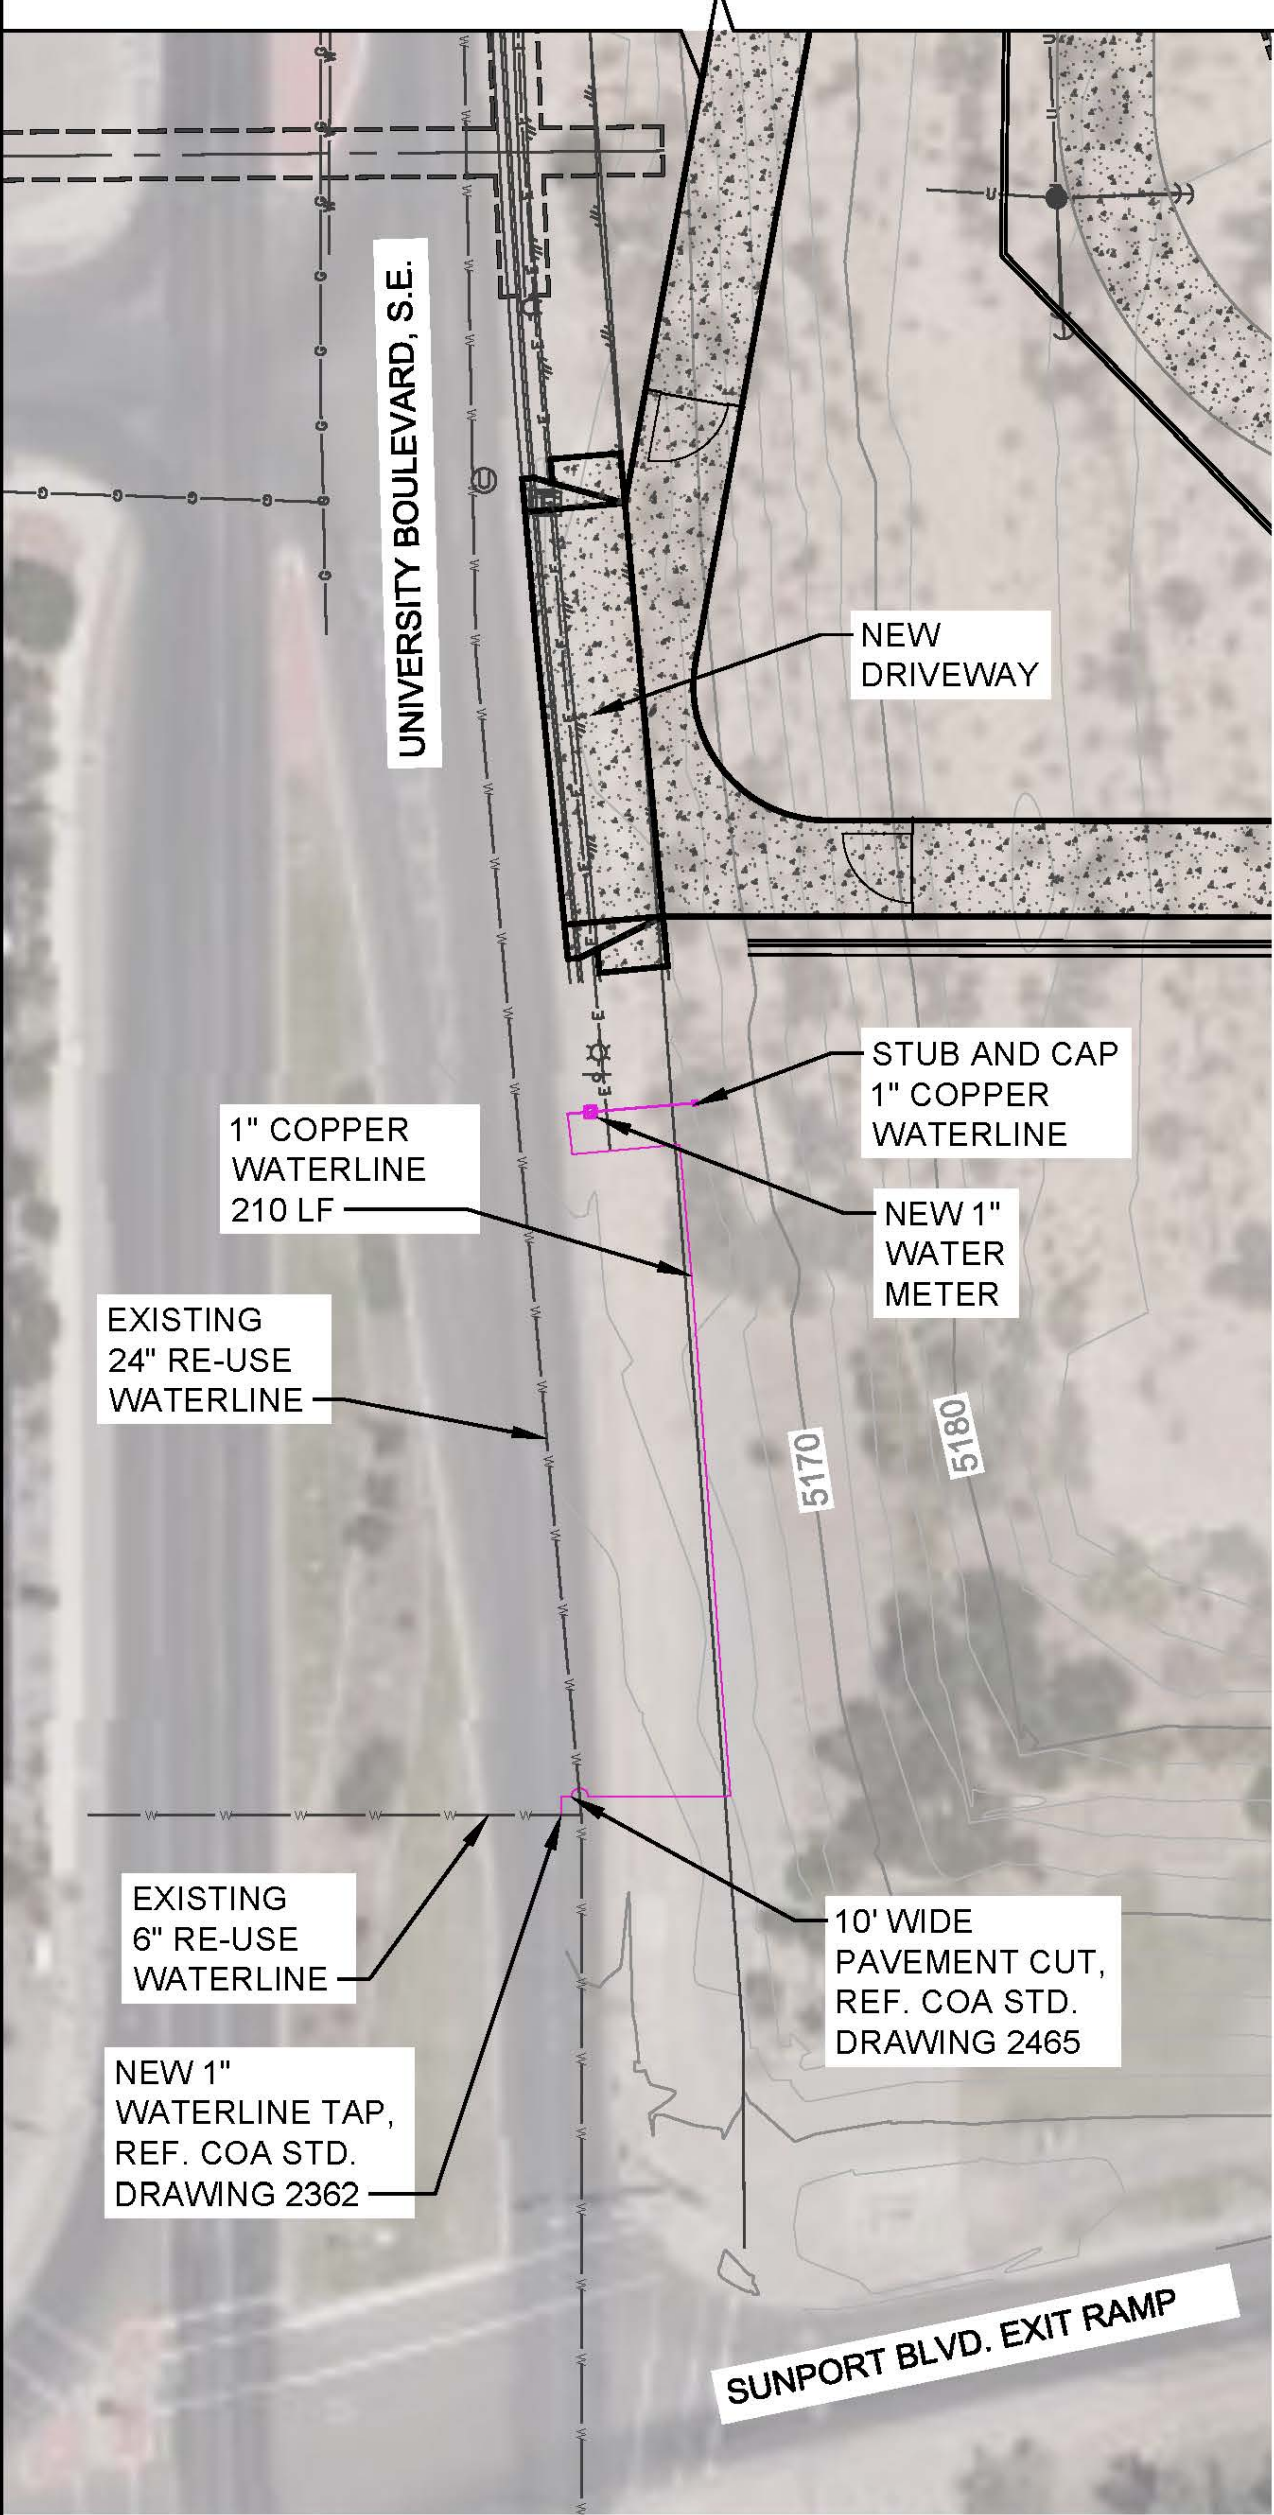 UNIVERSITY BOULEVARD, S.E.
NEW
DRIVEWAY
STUB AND CAP
1" COPPER
WATERLINE
1" COPPER
WATERLINE
210 LF
NEW 1"
WATER
METER
EXISTING
24" RE-USE
WATERLINE
5170
5180
EXISTING
6" RE-USE
WATERLINE
10' WIDE
PAVEMENT CUT,
REF. COA STD.
DRAWING 2465
NEW 1"
WATERLINE TAP,
REF. COA STD.
DRAWING 2362
SUNPORT BLVD. EXIT RAMP